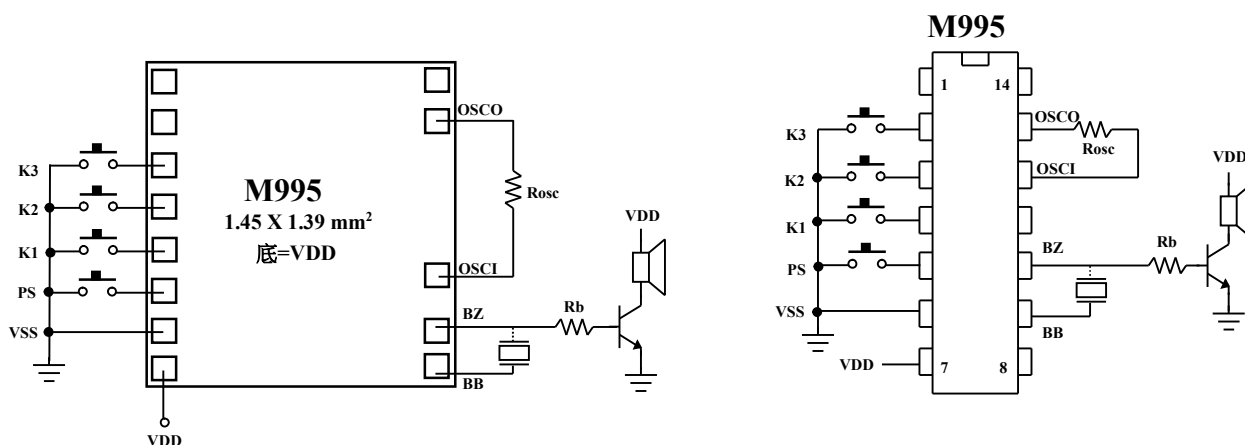 M995
OSCO
K3
K2
M995
1.45 X 1.39 mm²
底=VDD
Rosc
K1
OSCI
PS
VDD
VSS
BZ
Rb
BB
VDD
M995
1
14
K3
OSCO
Rosc
K2
OSCI
VDD
K1
PS
BZ
Rb
VSS
BB
VDD
7
8